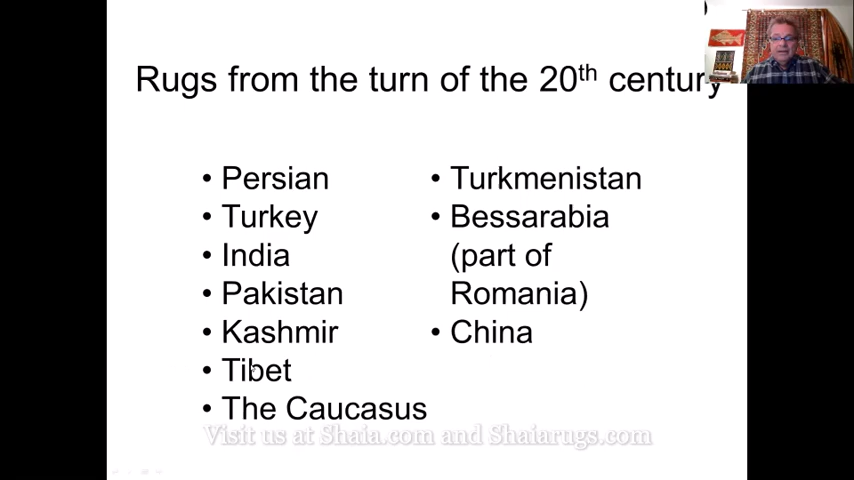 Rugs from the turn of the 20th century
• Persian
• Turkey
• India
• Pakistan
• Kashmir
• Tibet
• The Caucasus
• Turkmenistan
• Bessarabia
(part of
Romania)
• China
Visit us at Shaia.com and Shaiarugs.com